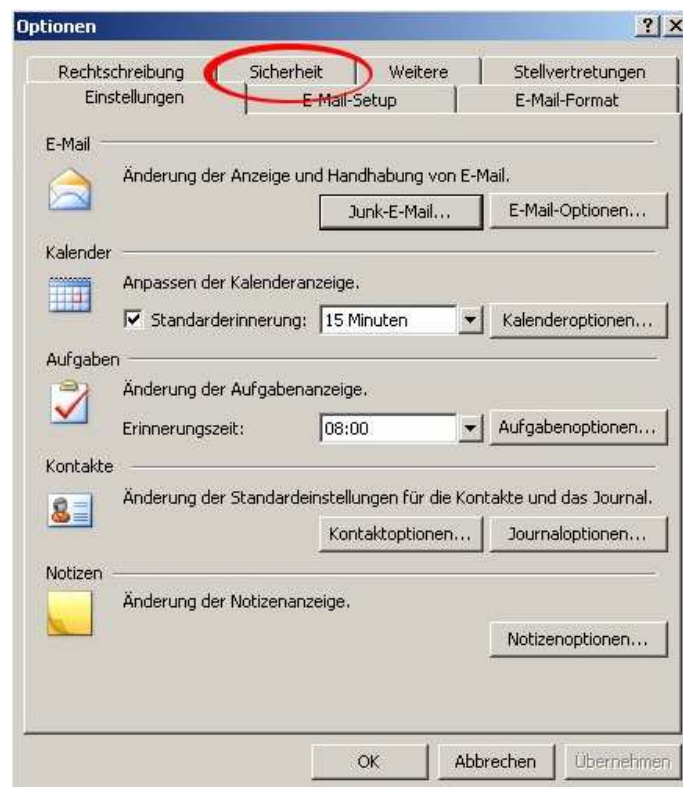 Optionen
Rechtschreibung Sicherheit Weitere Stellvertretungen
Einstellungen E-Mail-Setup E-Mail-Format
E-Mail
Änderung der Anzeige und Handhabung von E-Mail.
Junk-E-Mail... E-Mail-Optionen...
Kalender
Anpassen der Kalenderanzeige.
Standarderinnerung: 15 Minuten Kalenderoptionen...
Aufgaben
Änderung der Aufgabenanzeige.
Erinnerungszeit: 08:00 Aufgabenoptionen...
Kontakte
Änderung der Standardeinstellungen für die Kontakte und das Journal.
Kontaktoptionen... Journaloptionen...
Notizen
Änderung der Notizenanzeige.
Notizenoptionen...
OK Abbrechen Übernehmen